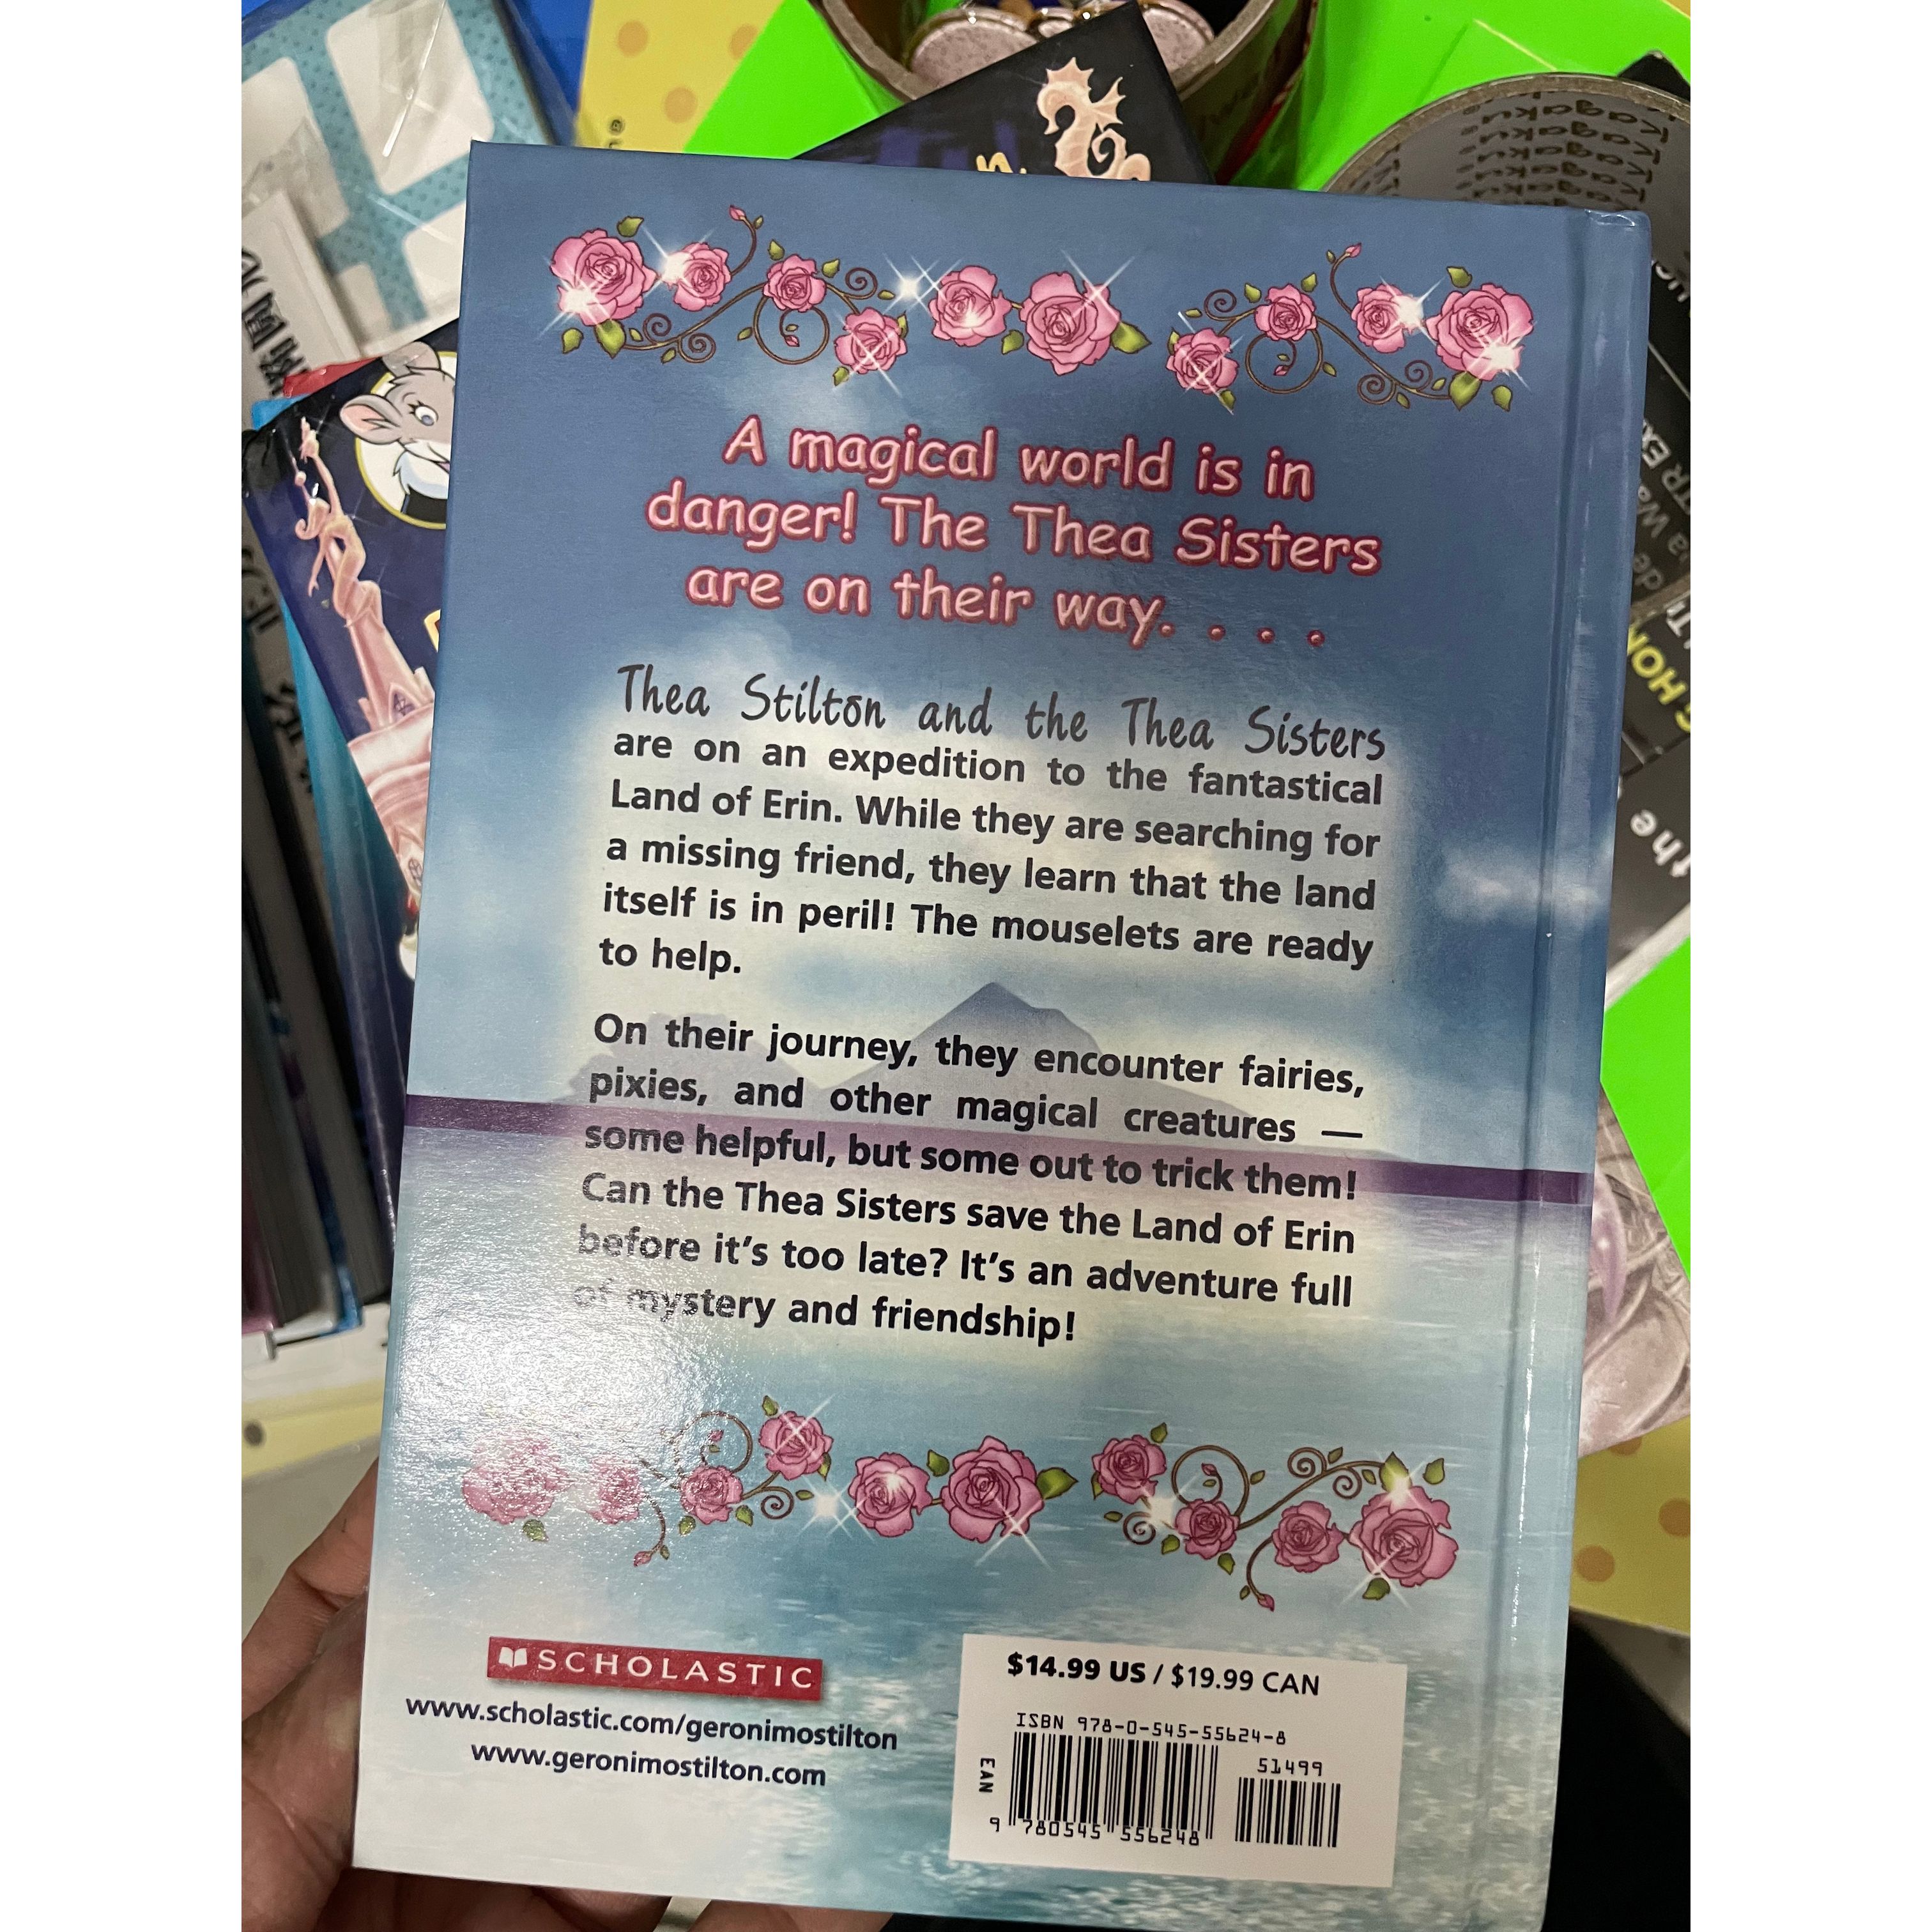 A magical world is in
danger! The Thea Sisters
are on their way. . . .
Thea Stilton and the Thea Sisters
are on an expedition to the fantastical
Land of Erin. While they are searching for
a missing friend, they learn that the land
itself is in peril! The mouselets are ready
to help.
On their journey, they encounter fairies,
pixies, and other magical creatures —
some helpful, but some out to trick them!
Can the Thea Sisters save the Land of Erin
before it's too late? It's an adventure full
of mystery and friendship!
SCHOLASTIC
www.scholastic.com/geronimostilton
www.geronimostilton.com
$14.99 US / $19.99 CAN
ISBN 978-0-545-55624-8
51499
EAN
9 780545 556248
kagaku
kagaku
kagaku
kagaku
the